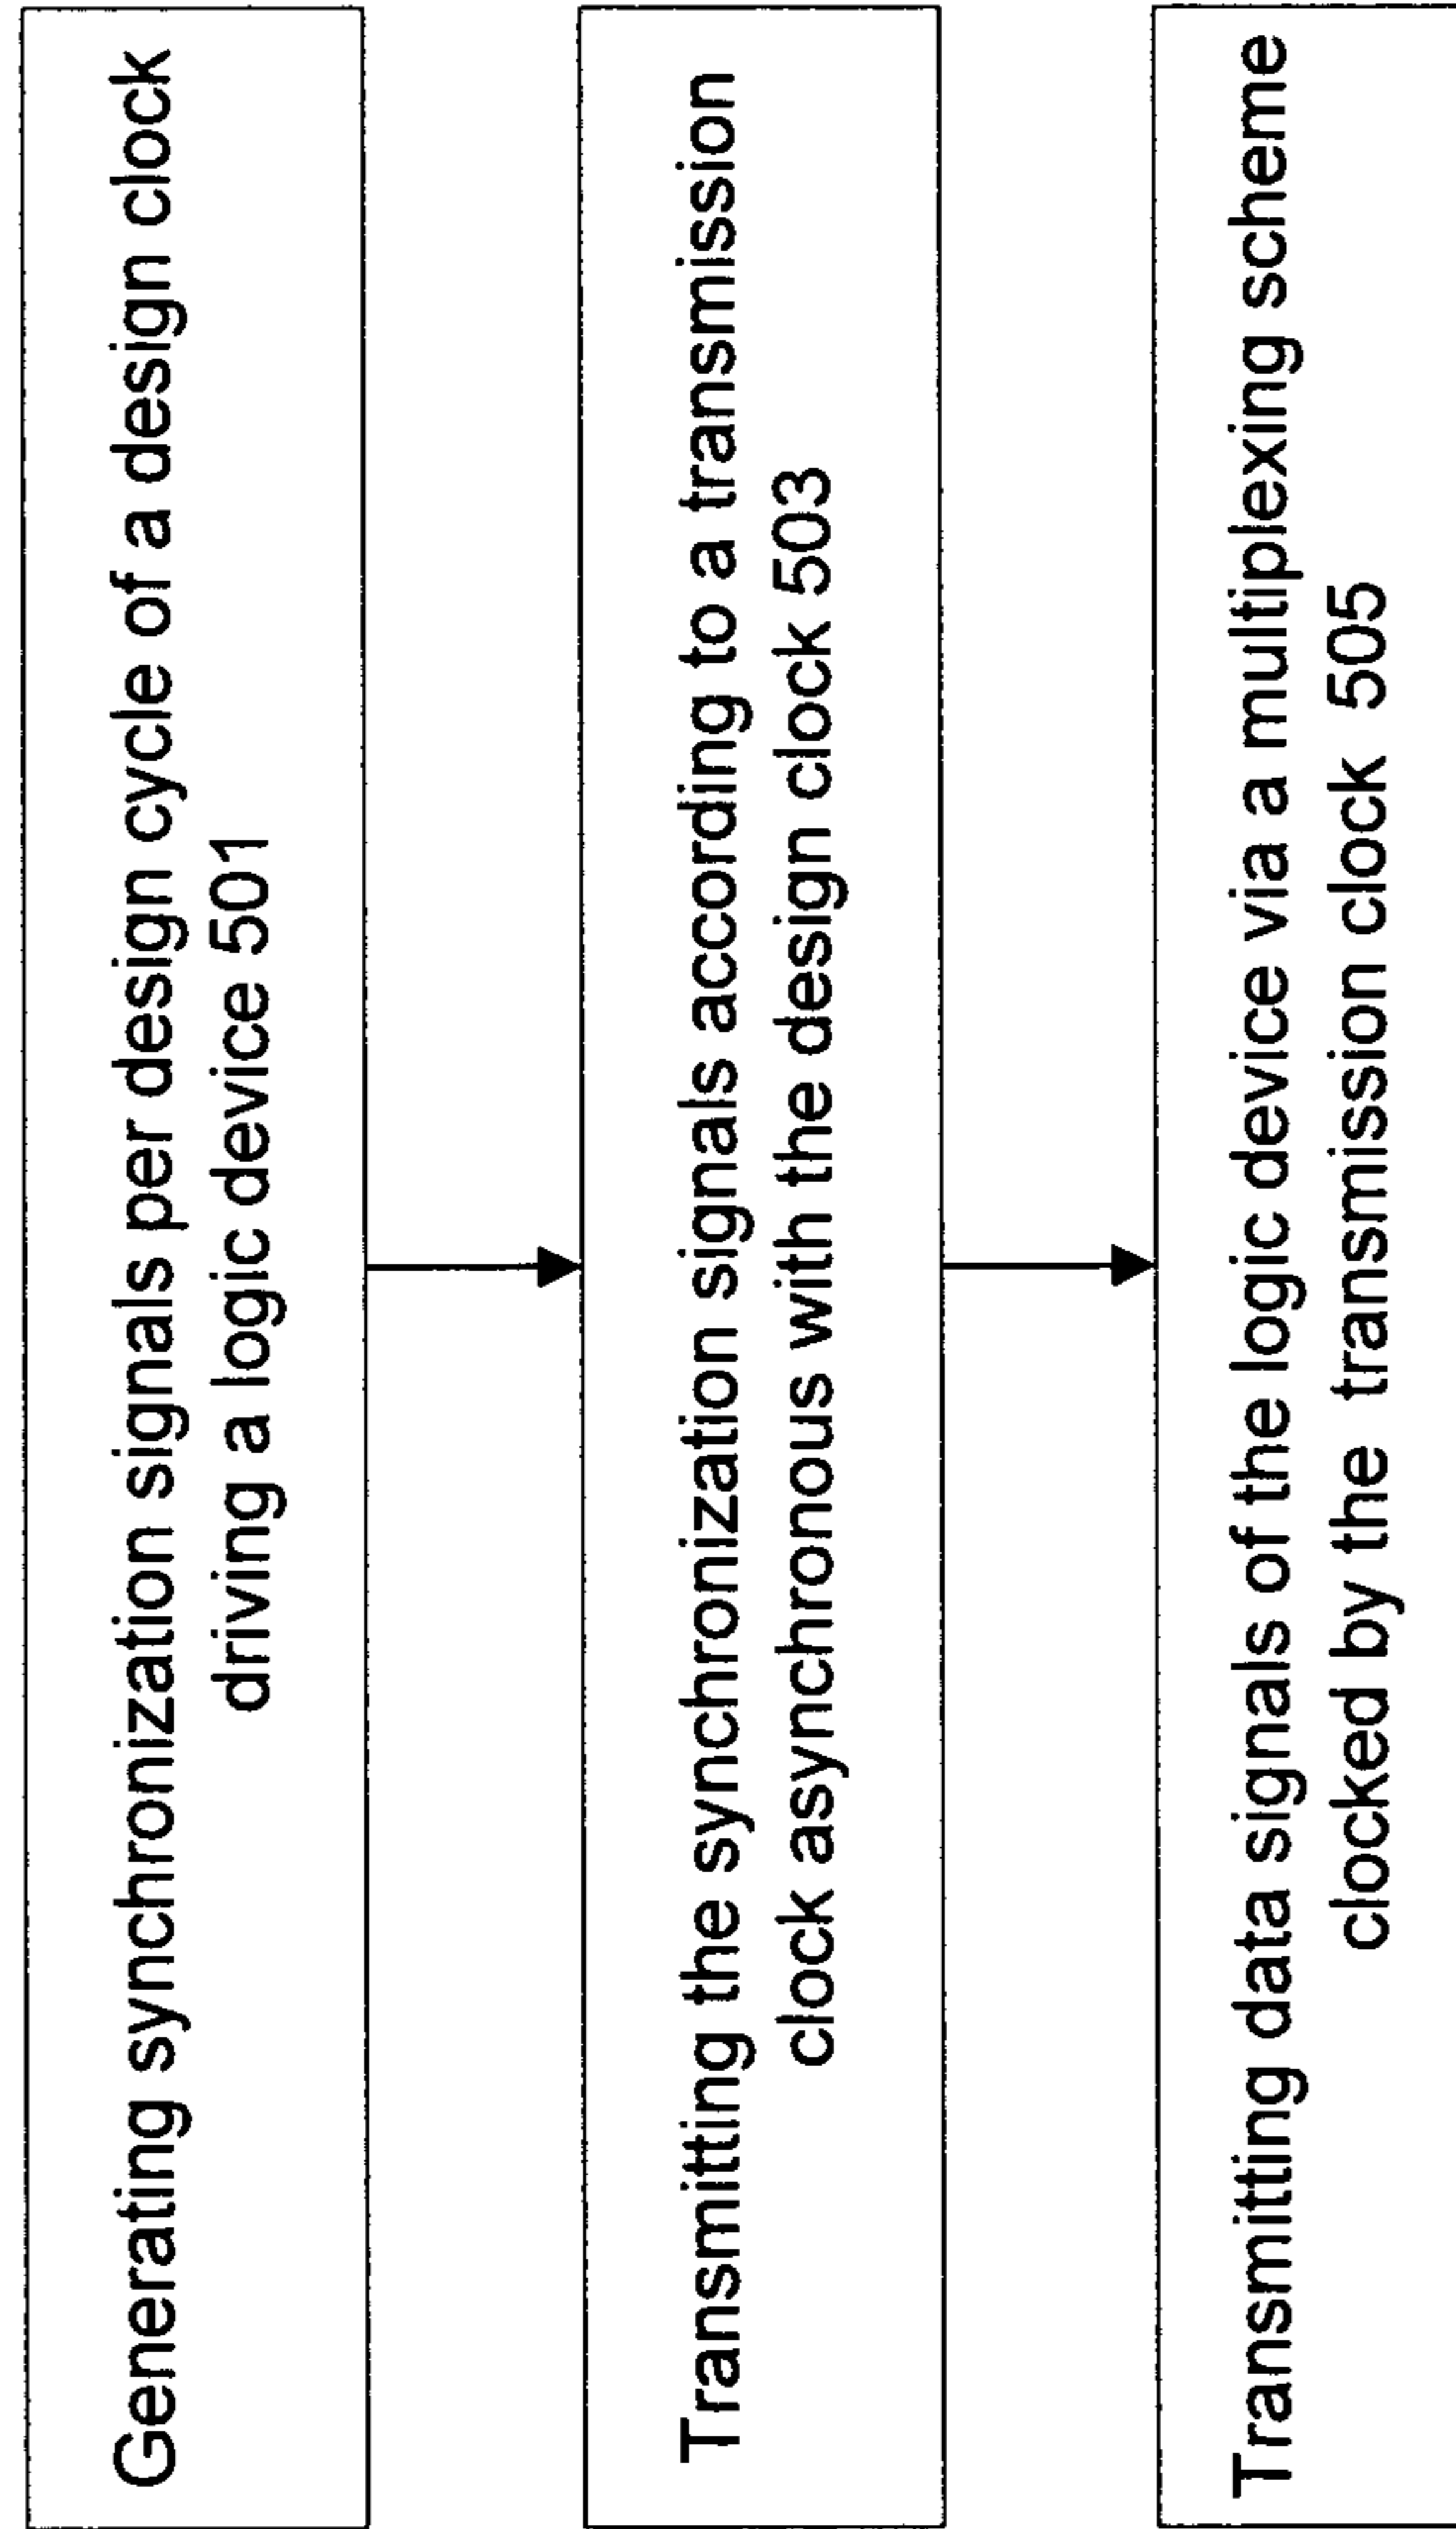 Generating synchronization signals per design cycle of a design clock
driving a logic device 501
Transmitting the synchronization signals according to a transmission
clock asynchronous with the design clock 503
Transmitting data signals of the logic device via a multiplexing scheme
clocked by the transmission clock 505